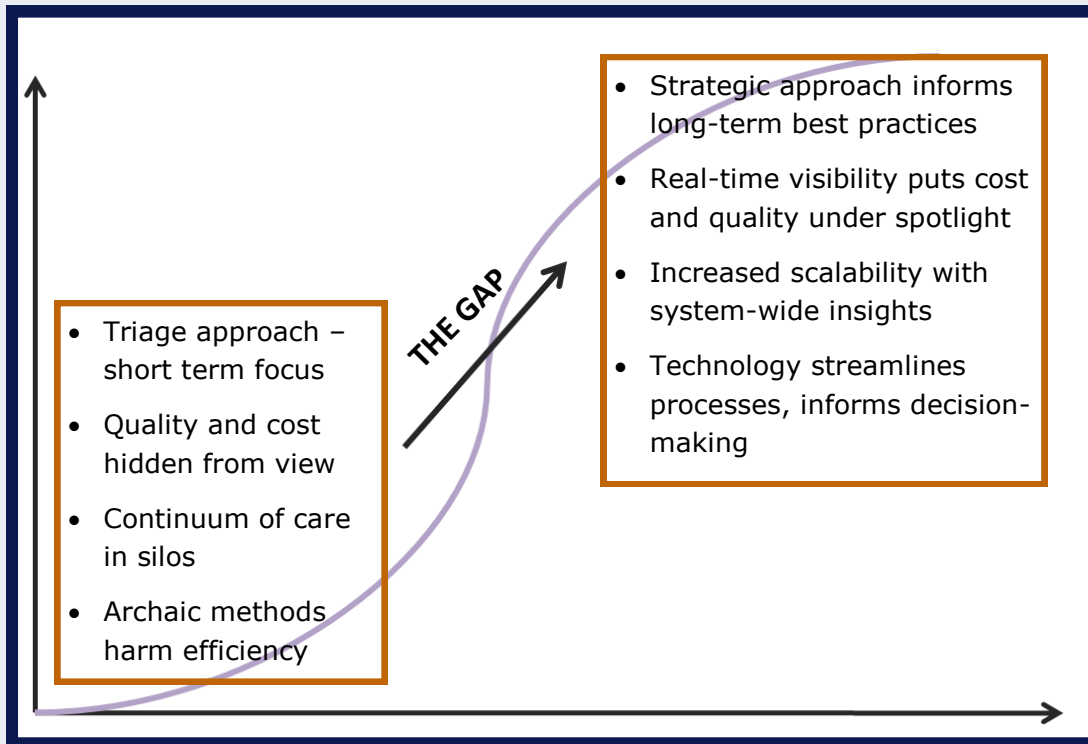 • Strategic approach informs
long-term best practices
• Real-time visibility puts cost
and quality under spotlight
• Increased scalability with
system-wide insights
• Technology streamlines
processes, informs decision-
making
THE GAP
• Triage approach –
short term focus
• Quality and cost
hidden from view
• Continuum of care
in silos
• Archaic methods
harm efficiency